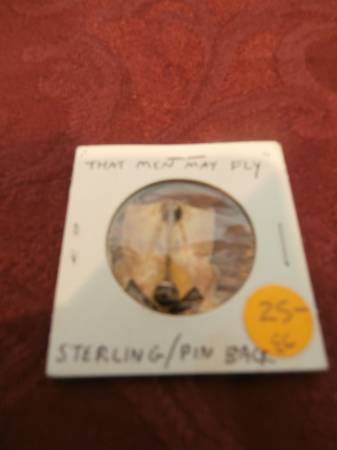 THAT MEN MAY FLY
25-
STERLING/PIN BACK